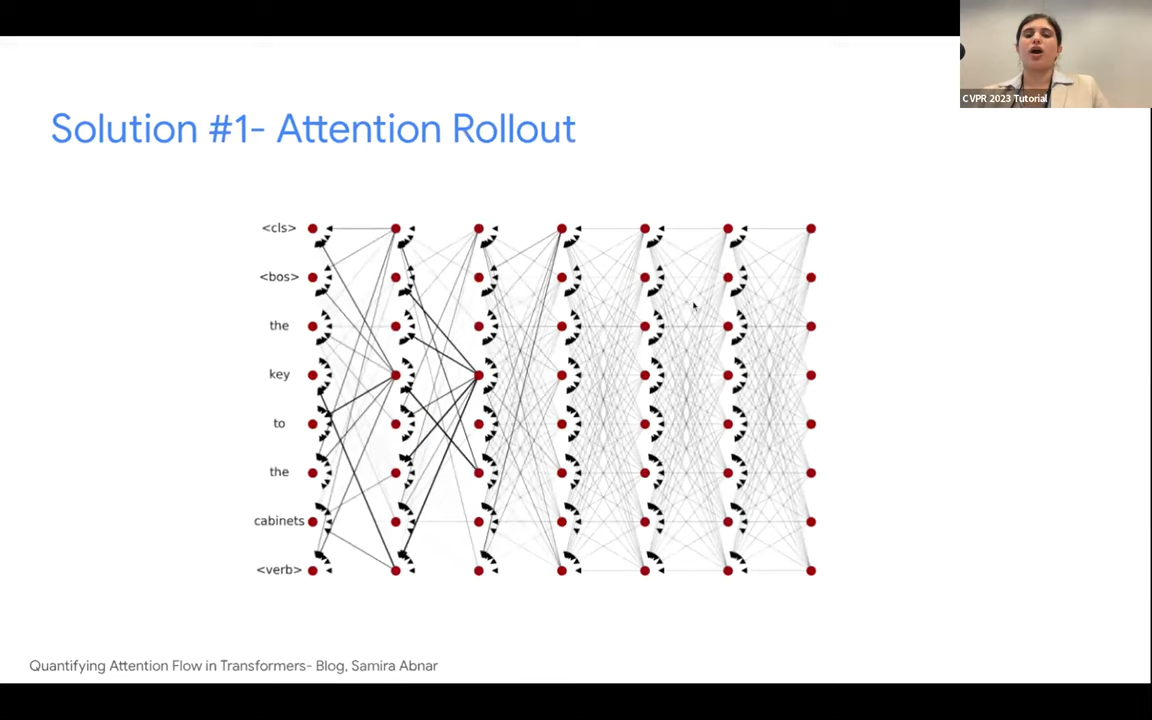 CVPR 2023 Tutorial
Solution #1- Attention Rollout
<cls>
<bos>
the
key
to
the
cabinets
<verb>
Quantifying Attention Flow in Transformers- Blog, Samira Abnar